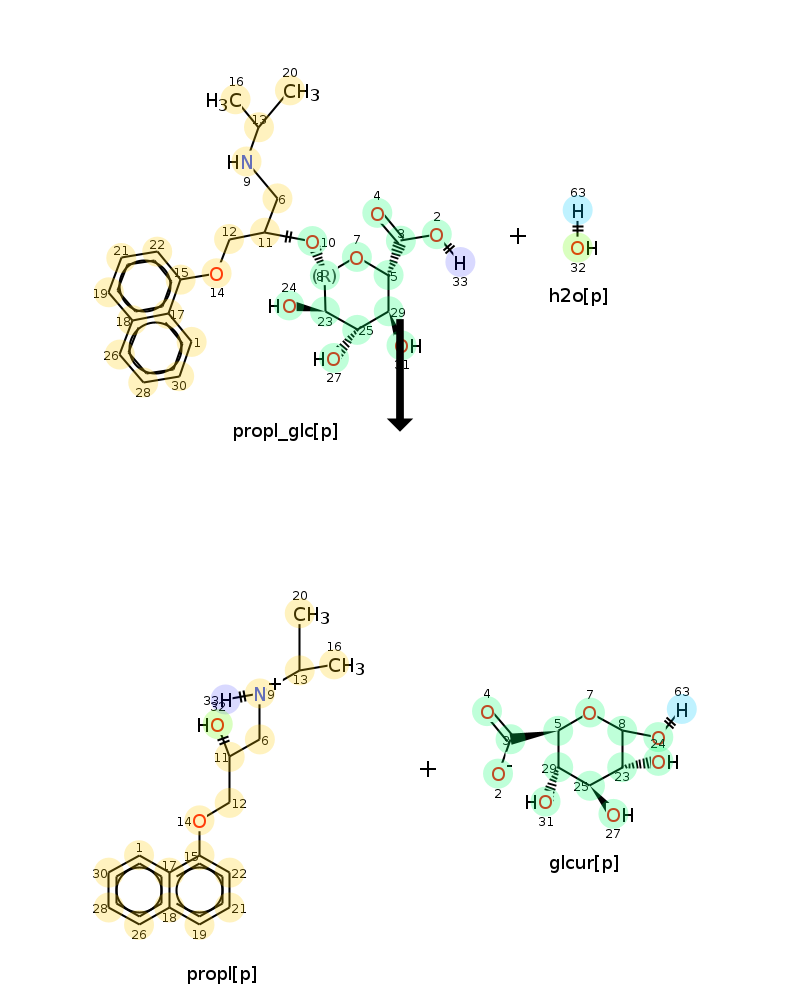 16
20
H₃C
CH₃
13
HN
9
6
4
2
O
O
3
63
H
12
11
O
10
7
O
H
33
+
OH
32
21
22
15
O
14
(R)
8
5
h2o[p]
24
HO
23
29
19
17
18
25
1
HO
27
OH
31
26
28
30
propl_glc[p]
20
CH₃
16
CH₃
13
+
33
H
N
9
32
HO
11
6
4
O
7
O
63
H
5
8
3
O
24
OH
O
-
2
29
23
25
+
HO
31
OH
27
12
14
O
glcur[p]
1
15
30
17
22
28
18
21
26
19
propl[p]